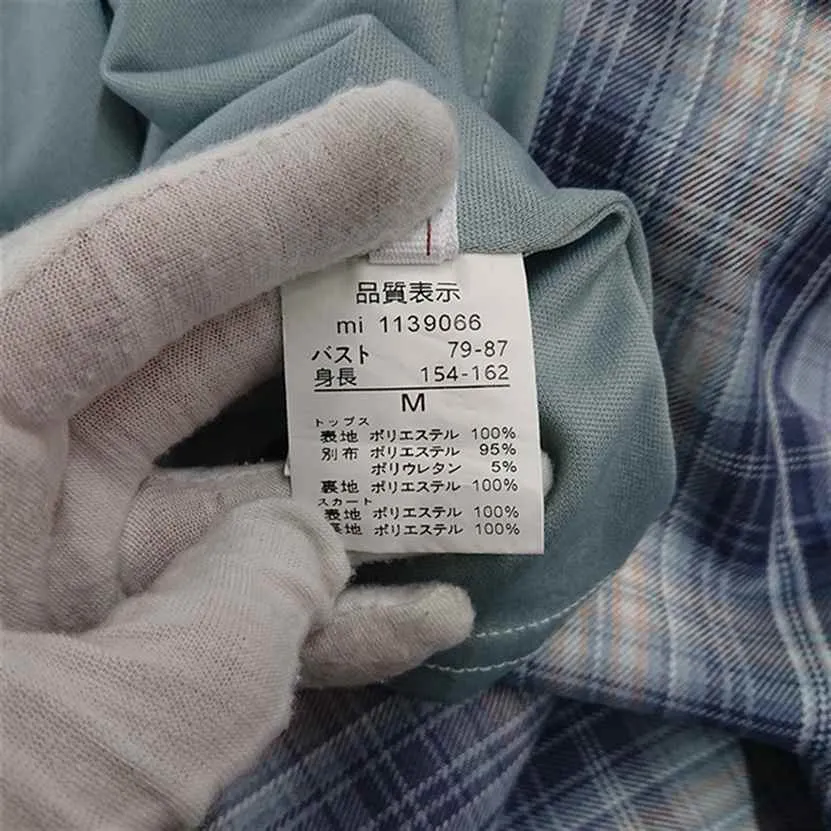 品質表示
mi 1139066
バスト 79-87
身長 154-162
M
トップス
表地 ポリエステル 100%
別布 ポリエステル 95%
ポリウレタン 5%
裏地 ポリエステル 100%
スカート
表地 ポリエステル 100%
裏地 ポリエステル 100%